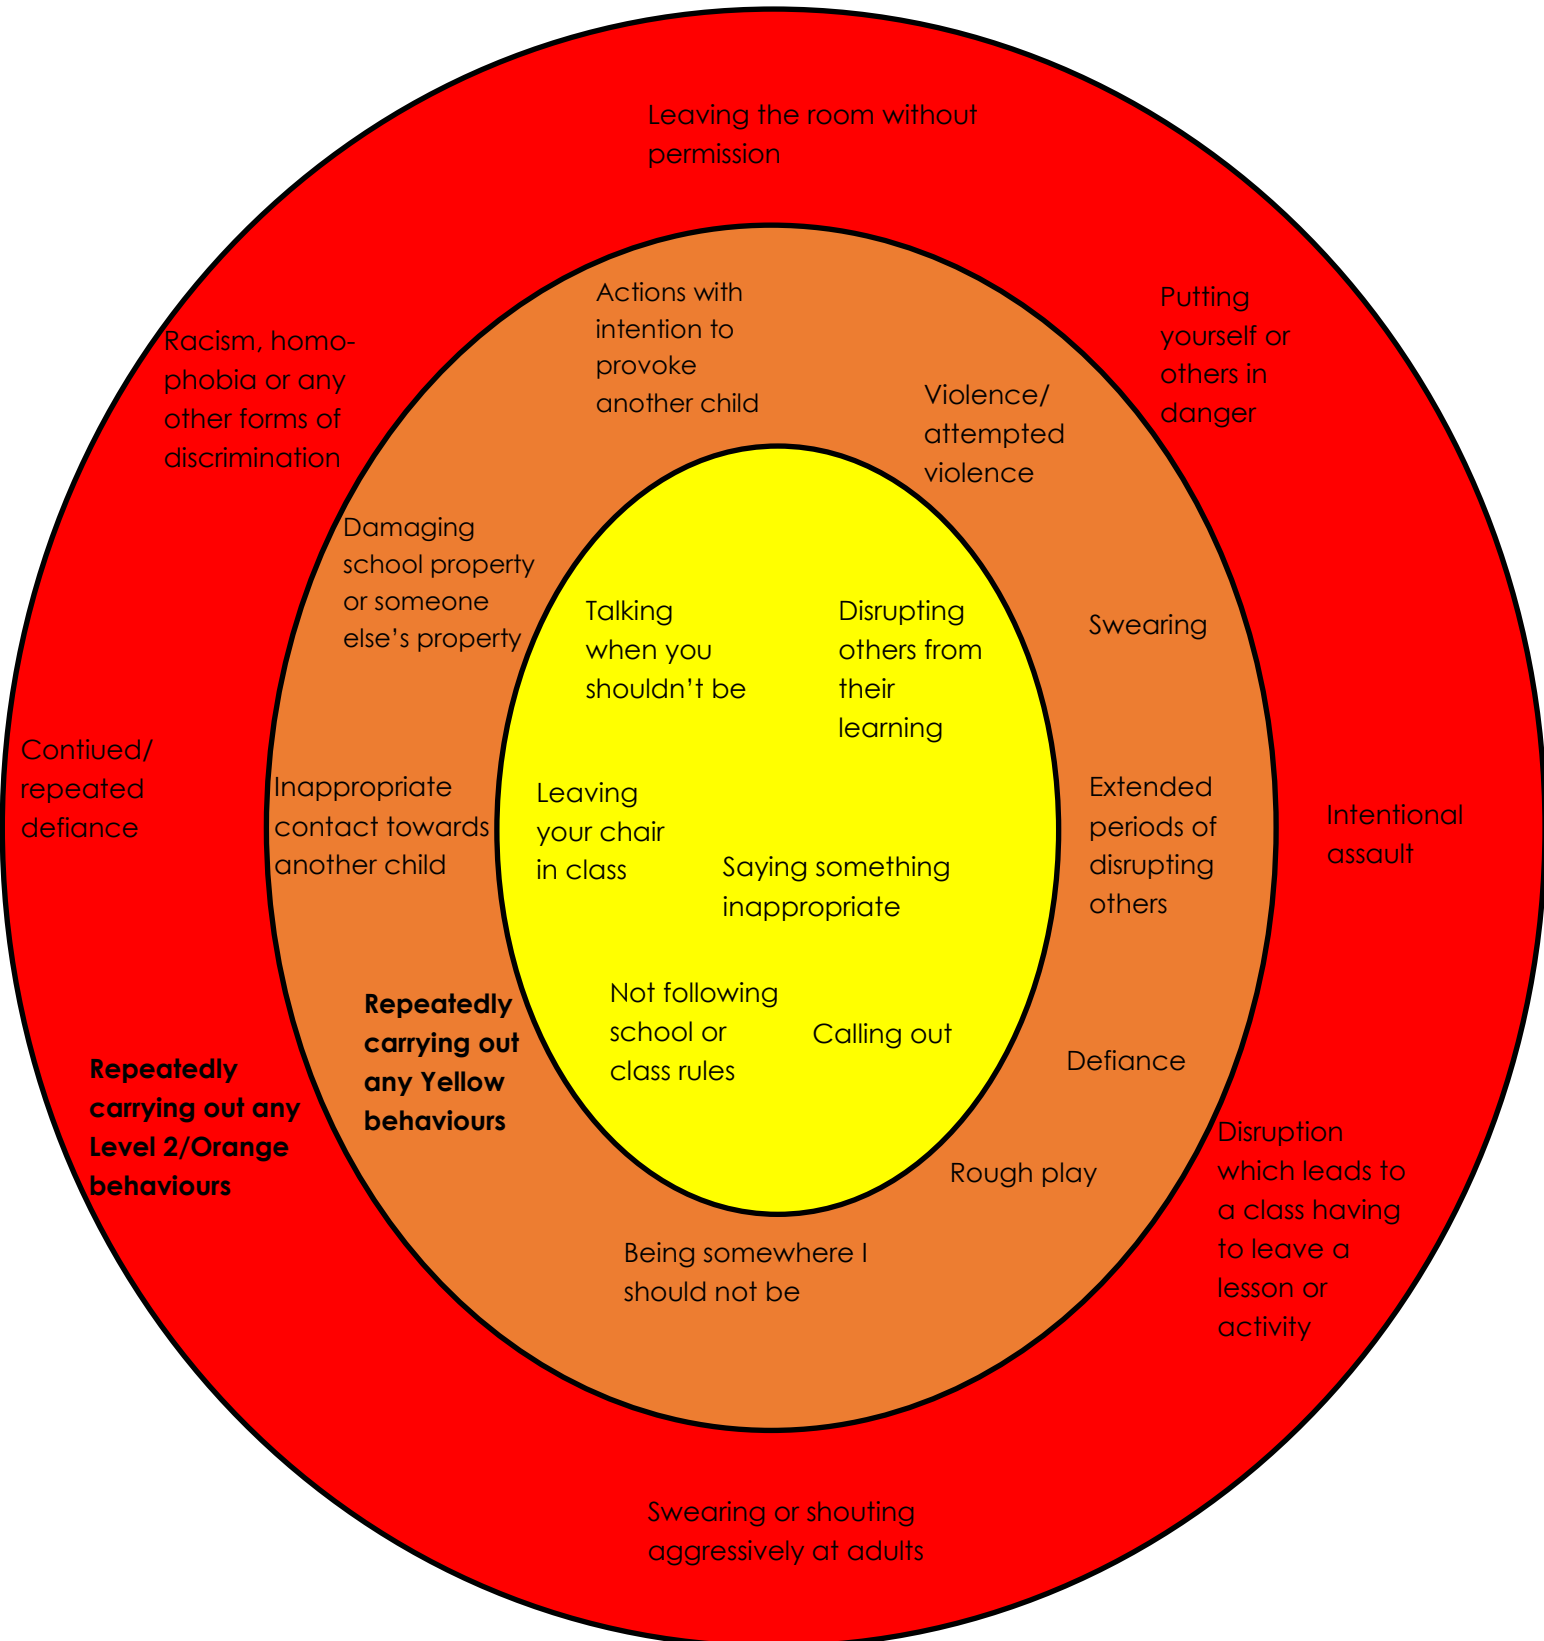 Leaving the room without
permission
Putting
yourself or
others in
danger
Racism, homo-
phobia or any
other forms of
discrimination
Actions with
intention to
provoke
another child
Violence/
attempted
violence
Damaging
school property
or someone
else’s property
Swearing
Talking
when you
shouldn’t be
Disrupting
others from
their
learning
Contiued/
repeated
defiance
Inappropriate
contact towards
another child
Leaving
your chair
in class
Saying something
inappropriate
Extended
periods of
disrupting
others
Intentional
assault
Repeatedly
carrying out
any Yellow
behaviours
Not following
school or
class rules
Calling out
Defiance
Repeatedly
carrying out any
Level 2/Orange
behaviours
Rough play
Disruption
which leads to
a class having
to leave a
lesson or
activity
Being somewhere I
should not be
Swearing or shouting
aggressively at adults